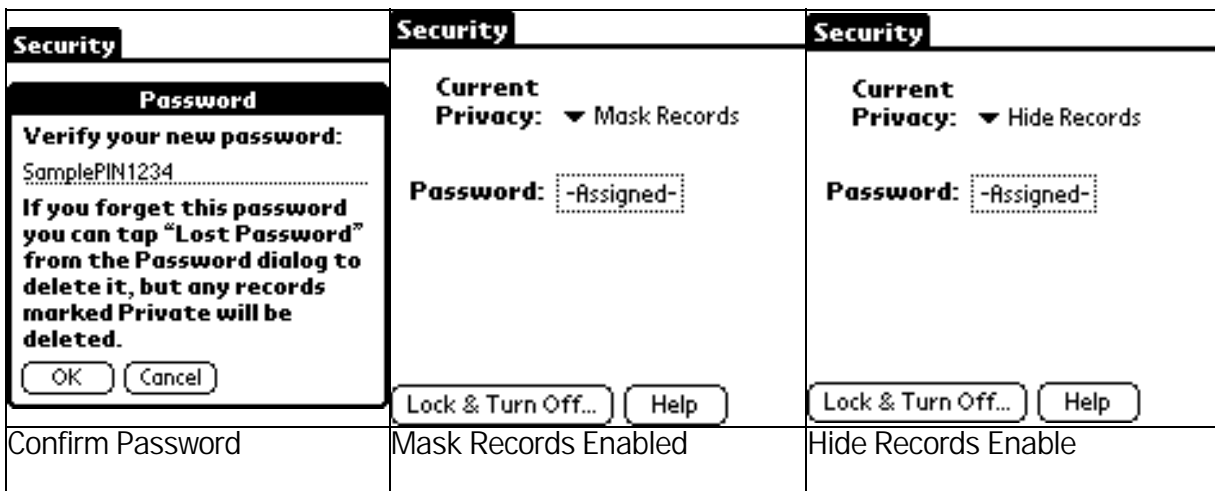 Security
Password
Verify your new password:
SamplePIN1234
If you forget this password
you can tap “Lost Password”
from the Password dialog to
delete it, but any records
marked Private will be
deleted.
OK Cancel
Confirm Password
Security
Current
Privacy: Mask Records
Password: -Assigned-
Lock & Turn Off... Help
Mask Records Enabled
Security
Current
Privacy: Hide Records
Password: -Assigned-
Lock & Turn Off... Help
Hide Records Enable